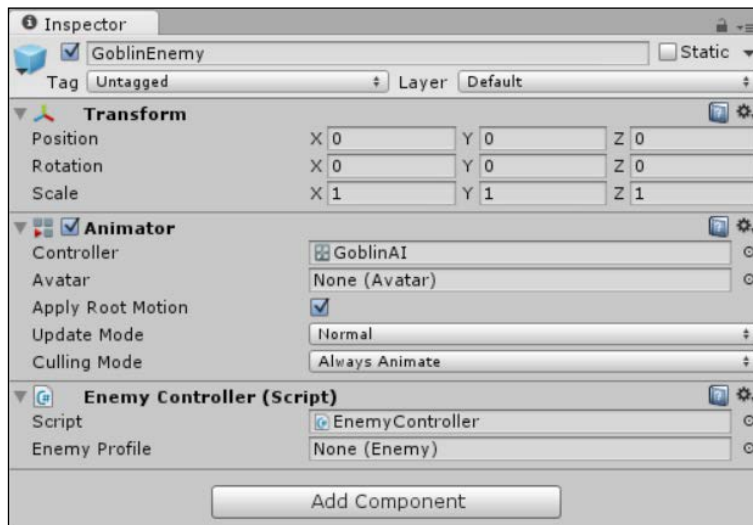 Inspector
GoblinEnemy Static
Tag Untagged Layer Default
Transform
Position X 0 Y 0 Z 0
Rotation X 0 Y 0 Z 0
Scale X 1 Y 1 Z 1
Animator
Controller GoblinAI
Avatar None (Avatar)
Apply Root Motion
Update Mode Normal
Culling Mode Always Animate
Enemy Controller (Script)
Script EnemyController
Enemy Profile None (Enemy)
Add Component